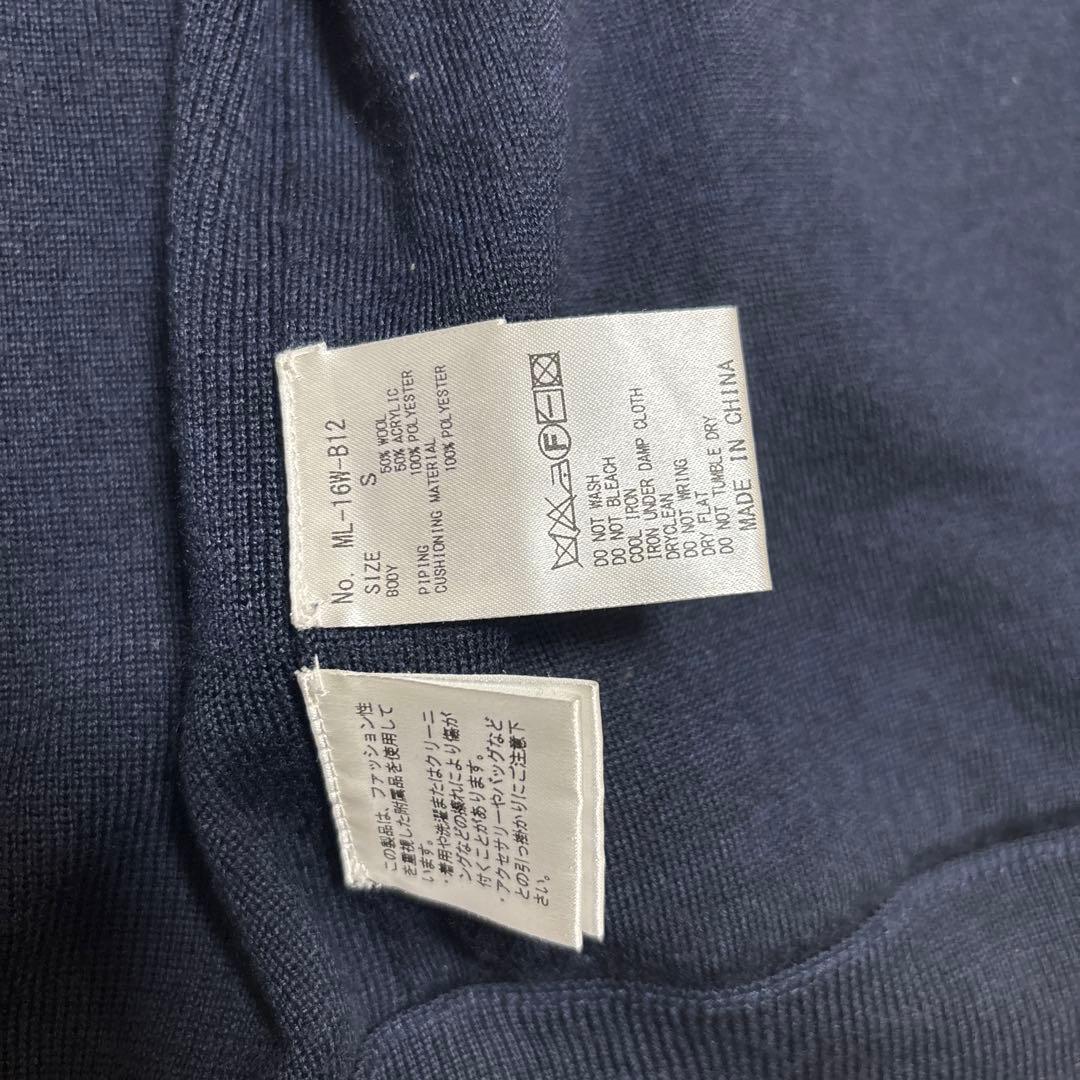 No. ML-16W-B12
SIZE S
BODY 50% WOOL
50% ACRYLIC
PIPING 100% POLYESTER
CUSHIONING MATERIAL
100% POLYESTER
F
DO NOT WASH
DO NOT BLEACH
COOL IRON
IRON UNDER DAMP CLOTH
DRYCLEAN
DO NOT WRING
DRY FLAT
DO NOT TUMBLE DRY
MADE IN CHINA
この製品は、ファッション性
を重視した附属品を使用して
います。
・着用や洗濯またはクリーニ
ングなどの擦れにより傷が
付くことがあります。
・アクセサリーやバッグなど
との引っ掛かりにご注意下
さい。